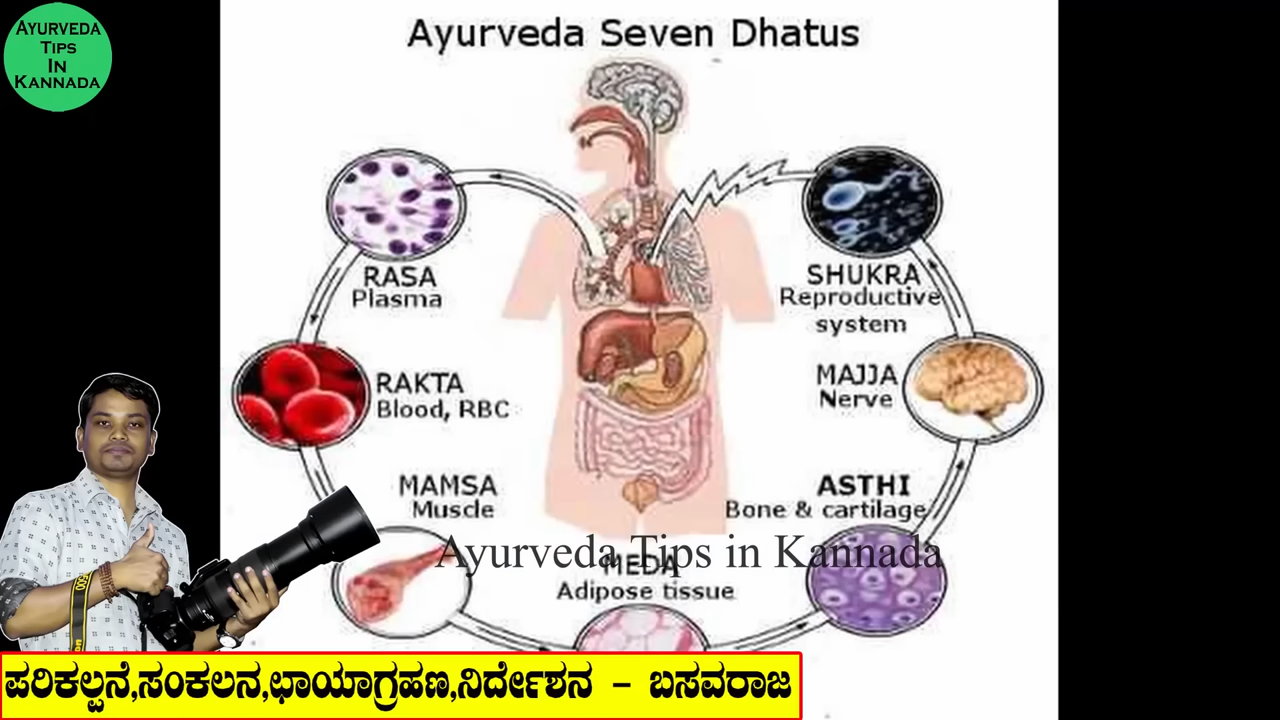 AYURVEDA
TIPS
IN
KANNADA
Ayurveda Seven Dhatus
RASA
Plasma
SHUKRA
Reproductive
system
RAKTA
Blood, RBC
MAJJA
Nerve
MAMSA
Muscle
ASTHI
Bone & cartilage
Ayurveda Tips in Kannada
MEDA
Adipose tissue
500
ಪರಿಕಲ್ಪನೆ,ಸಂಕಲನ,ಛಾಯಾಗ್ರಹಣ,ನಿರ್ದೇಶನ - ಬಸವರಾಜ